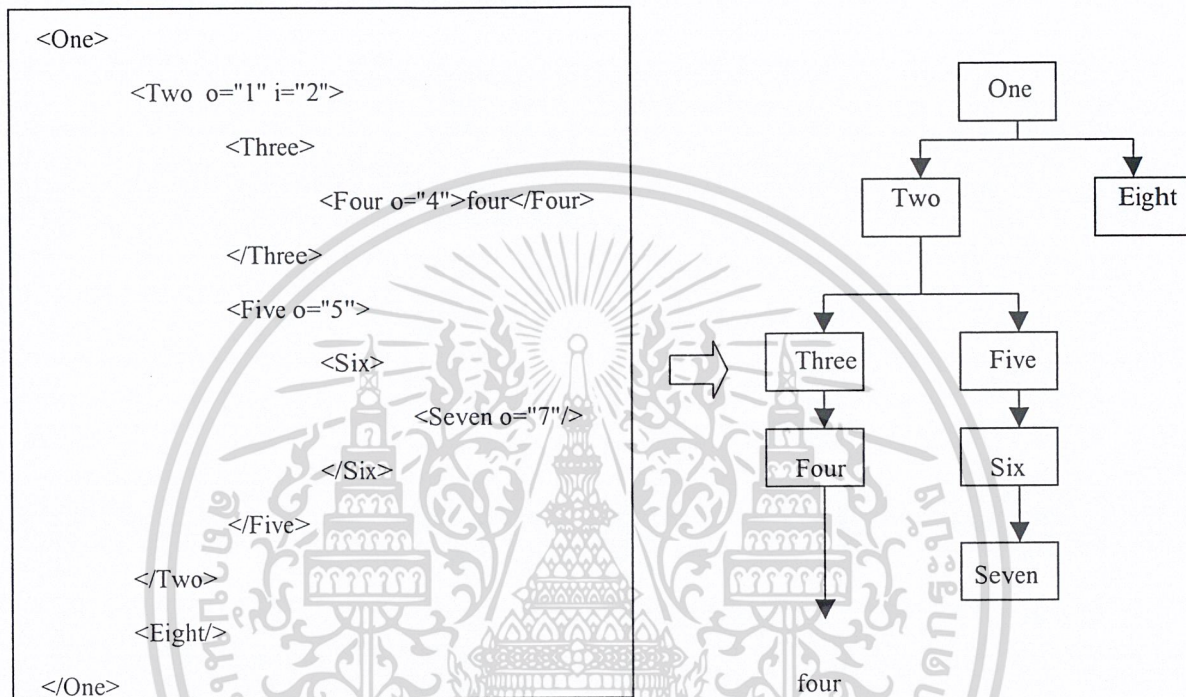 <One>
<Two o="1" i="2">
<Three>
<Four o="4">four</Four>
</Three>
<Five o="5">
<Six>
<Seven o="7"/>
</Six>
</Five>
</Two>
<Eight/>
</One>
One
Two
Eight
Three
Five
Four
Six
Seven
four